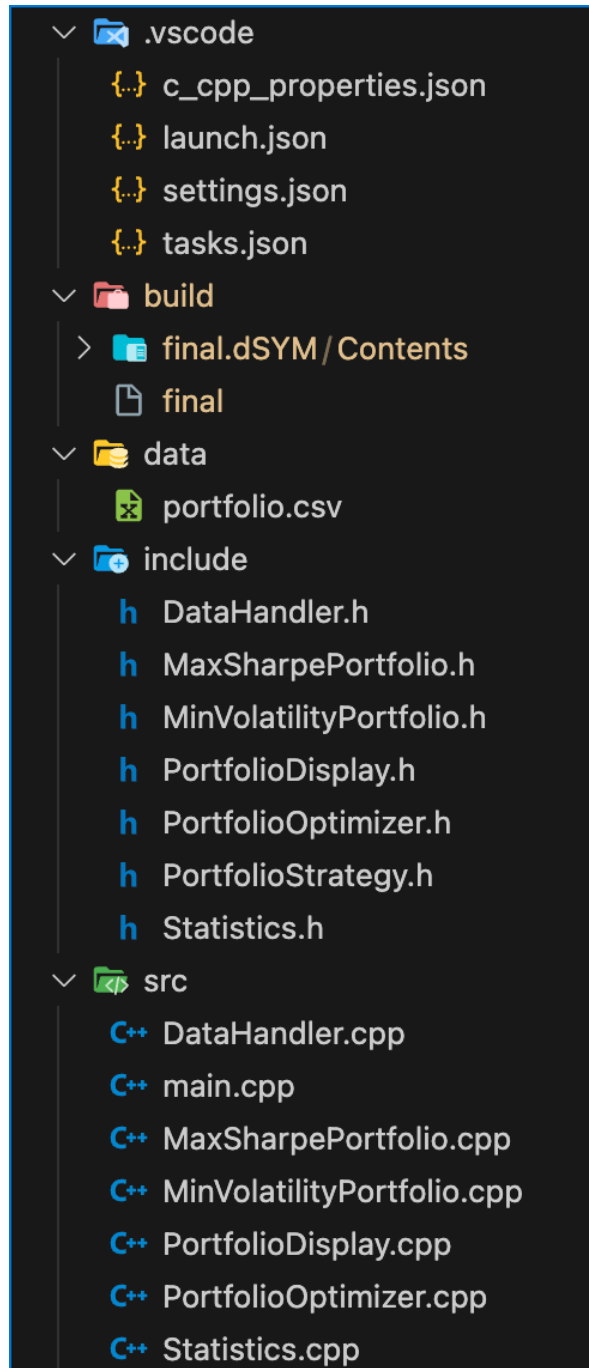 .vscode
{..} c_cpp_properties.json
{..} launch.json
{..} settings.json
{..} tasks.json
build
final.dSYM / Contents
final
data
portfolio.csv
include
h DataHandler.h
h MaxSharpePortfolio.h
h MinVolatilityPortfolio.h
h PortfolioDisplay.h
h PortfolioOptimizer.h
h PortfolioStrategy.h
h Statistics.h
src
C++ DataHandler.cpp
C++ main.cpp
C++ MaxSharpePortfolio.cpp
C++ MinVolatilityPortfolio.cpp
C++ PortfolioDisplay.cpp
C++ PortfolioOptimizer.cpp
C++ Statistics.cpp